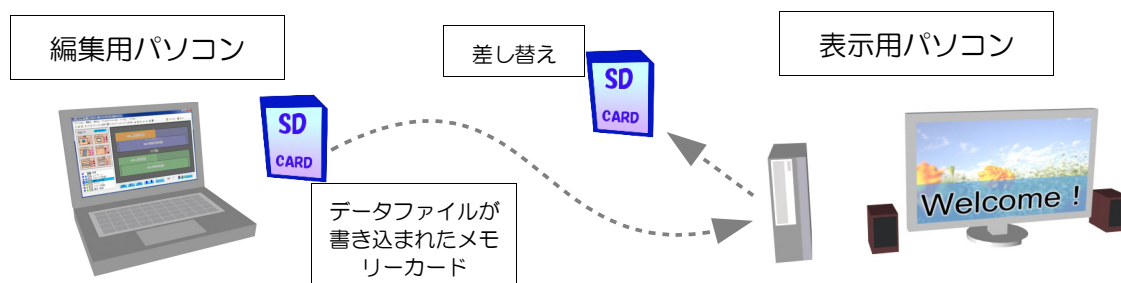 編集用パソコン
差し替え
表示用パソコン
SD
CARD
SD
CARD
データファイルが
書き込まれたメモ
リーカード
Welcome !